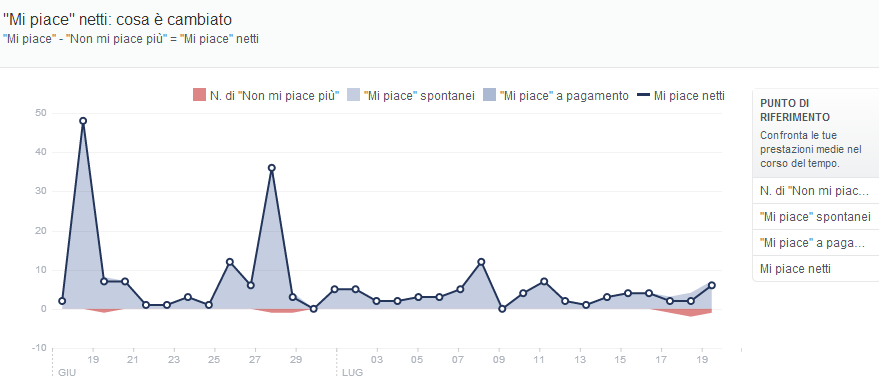 "Mi piace" netti: cosa è cambiato
"Mi piace" - "Non mi piace più" = "Mi piace" netti
N. di "Non mi piace più" "Mi piace" spontanei "Mi piace" a pagamento Mi piace netti
50
40
30
20
10
0
-10
19 21 23 25 27 29 03 05 07 09 11 13 15 17 19
GIU LUG
PUNTO DI
RIFERIMENTO
Confronta le tue
prestazioni medie nel
corso del tempo.
N. di "Non mi piac...
"Mi piace" spontanei
"Mi piace" a paga...
Mi piace netti